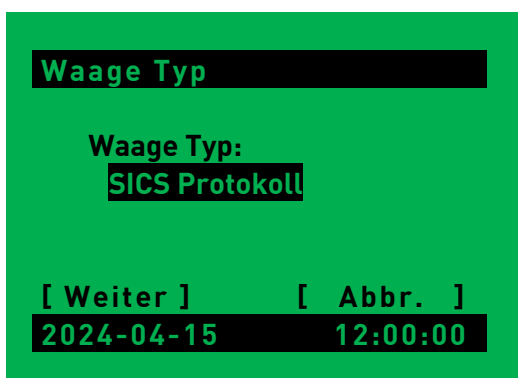 Waage Typ
Waage Typ:
SICS Protokoll
[ Weiter ] [ Abbr. ]
2024-04-15 12:00:00